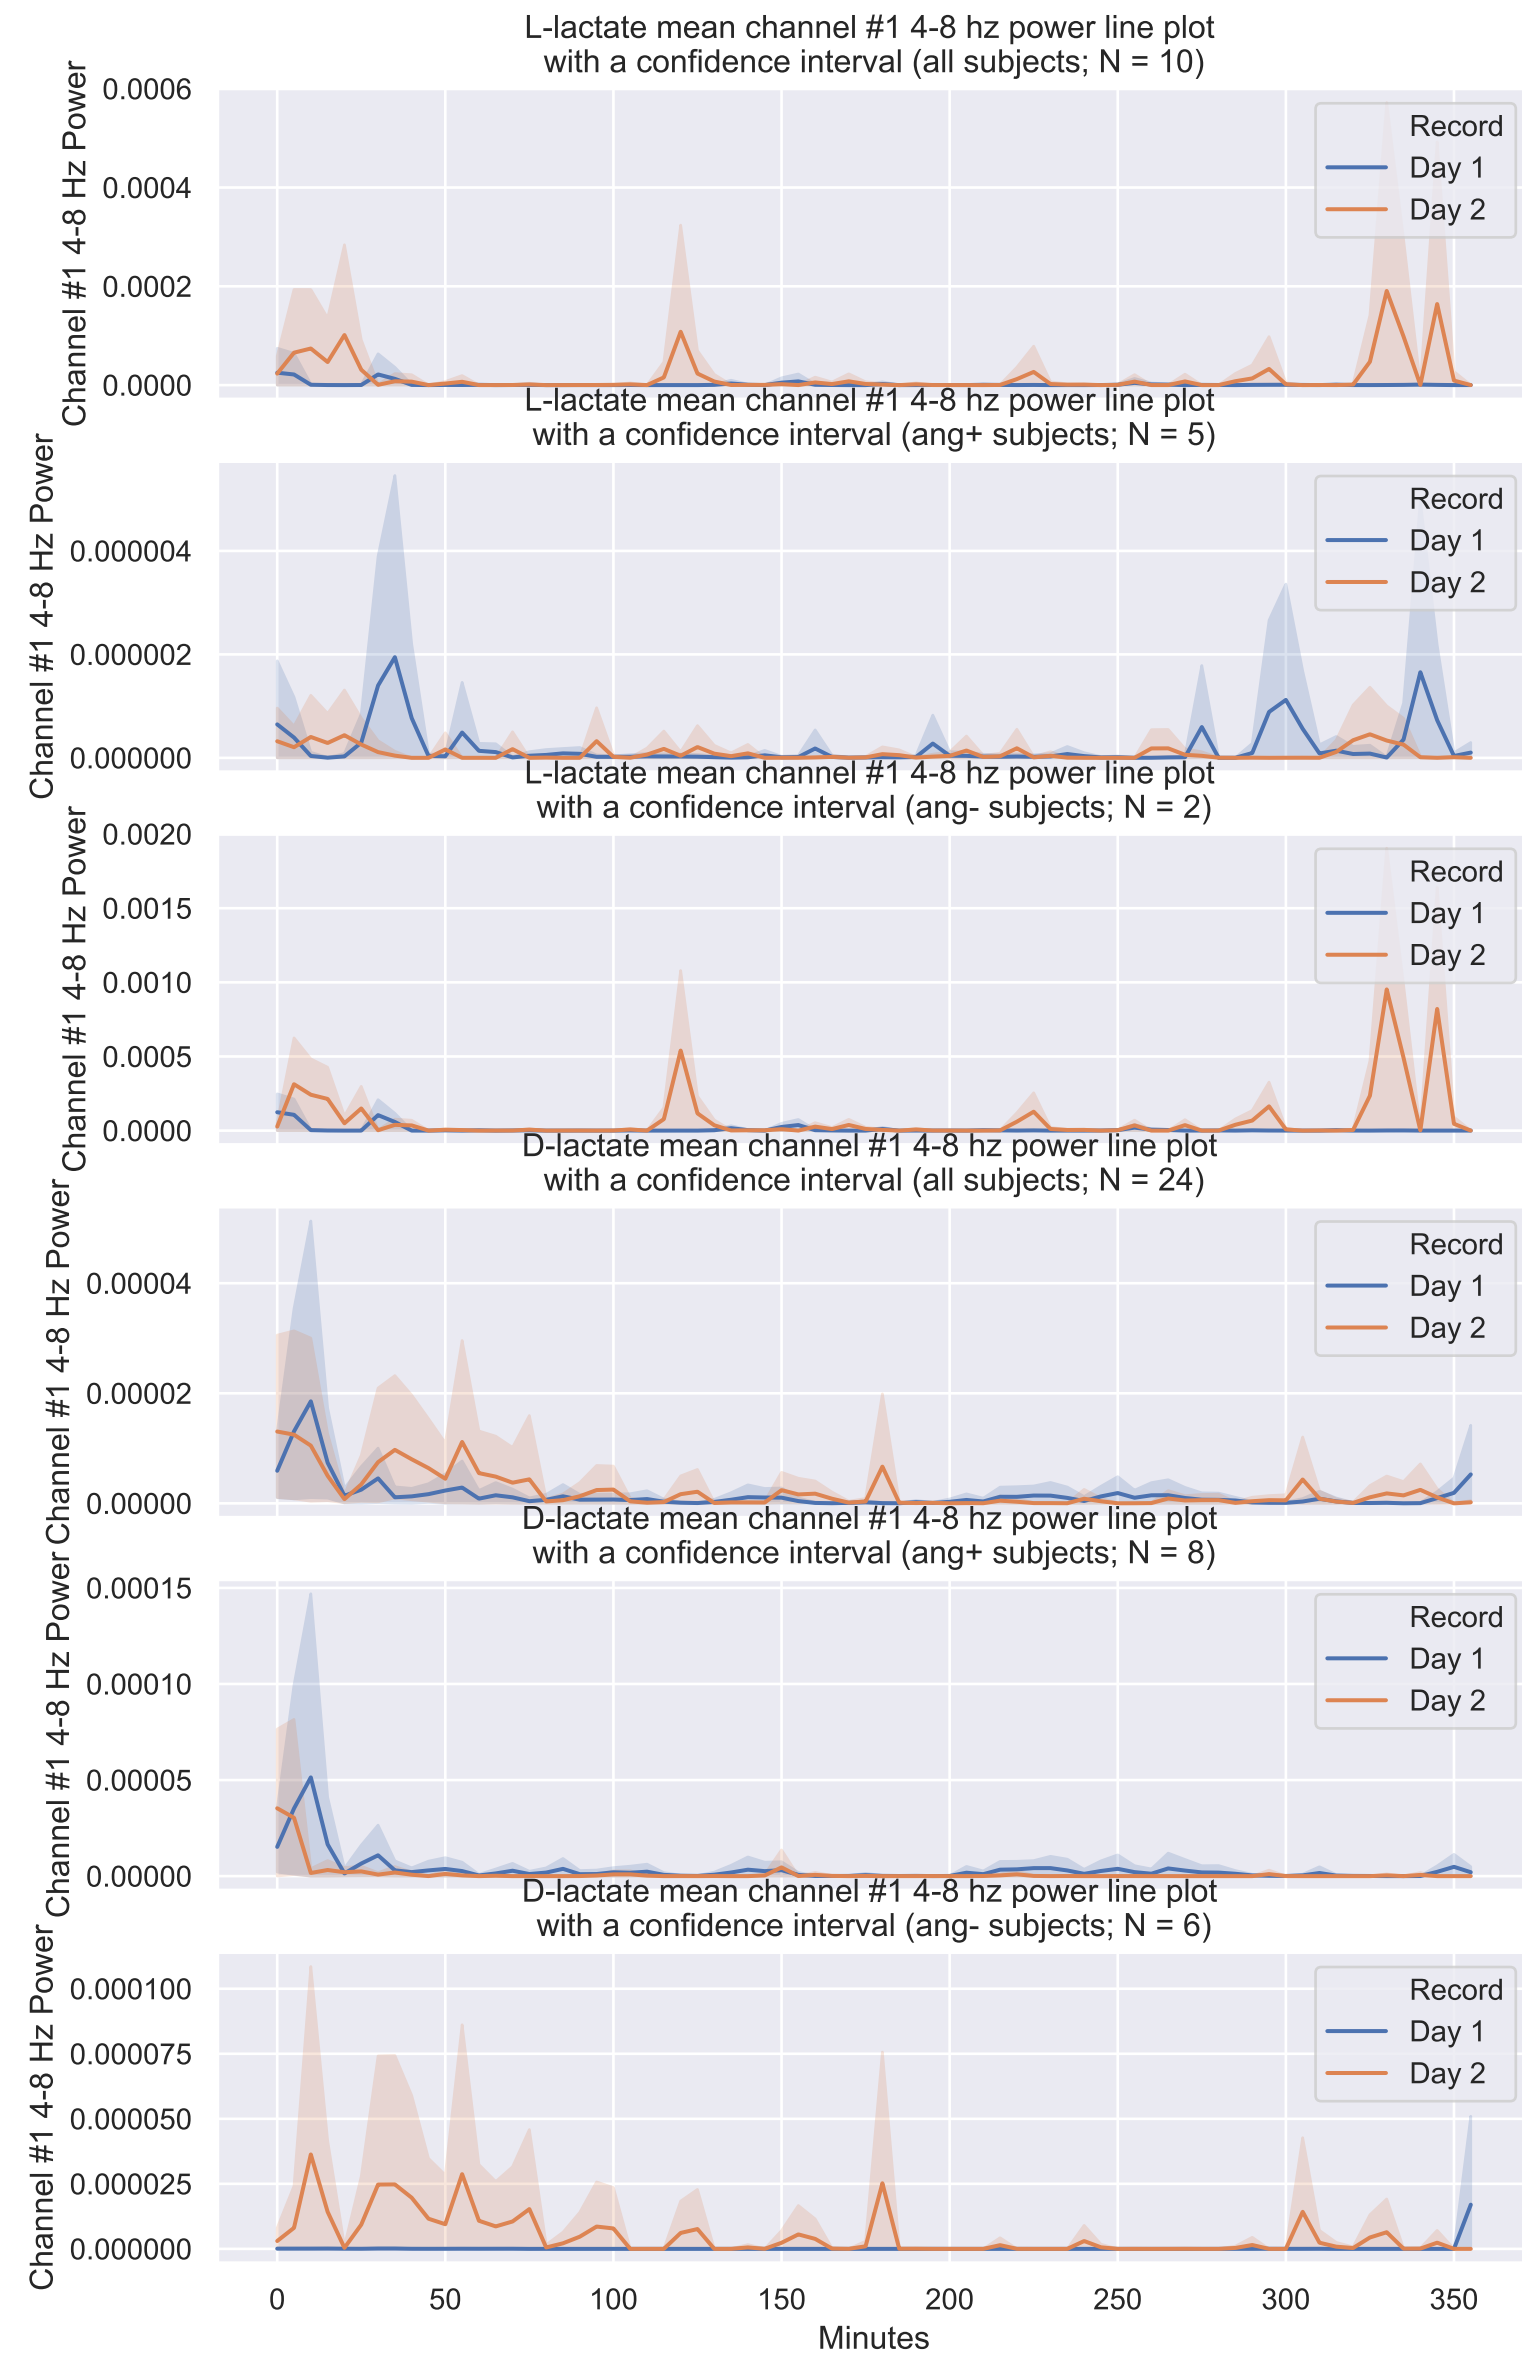 L-lactate mean channel #1 4-8 hz power line plot
with a confidence interval (all subjects; N = 10)
Channel #1 4-8 Hz Power
0.0006
0.0004
0.0002
0.0000
Record
Day 1
Day 2
L-lactate mean channel #1 4-8 hz power line plot
with a confidence interval (ang+ subjects; N = 5)
Channel #1 4-8 Hz Power
0.000004
0.000002
0.000000
Record
Day 1
Day 2
L-lactate mean channel #1 4-8 hz power line plot
with a confidence interval (ang- subjects; N = 2)
Channel #1 4-8 Hz Power
0.0020
0.0015
0.0010
0.0005
0.0000
Record
Day 1
Day 2
D-lactate mean channel #1 4-8 hz power line plot
with a confidence interval (all subjects; N = 24)
Channel #1 4-8 Hz Power
0.00004
0.00002
0.00000
Record
Day 1
Day 2
D-lactate mean channel #1 4-8 hz power line plot
with a confidence interval (ang+ subjects; N = 8)
Channel #1 4-8 Hz Power
0.00015
0.00010
0.00005
0.00000
Record
Day 1
Day 2
D-lactate mean channel #1 4-8 hz power line plot
with a confidence interval (ang- subjects; N = 6)
Channel #1 4-8 Hz Power
0.000100
0.000075
0.000050
0.000025
0.000000
Record
Day 1
Day 2
0 50 100 150 200 250 300 350
Minutes